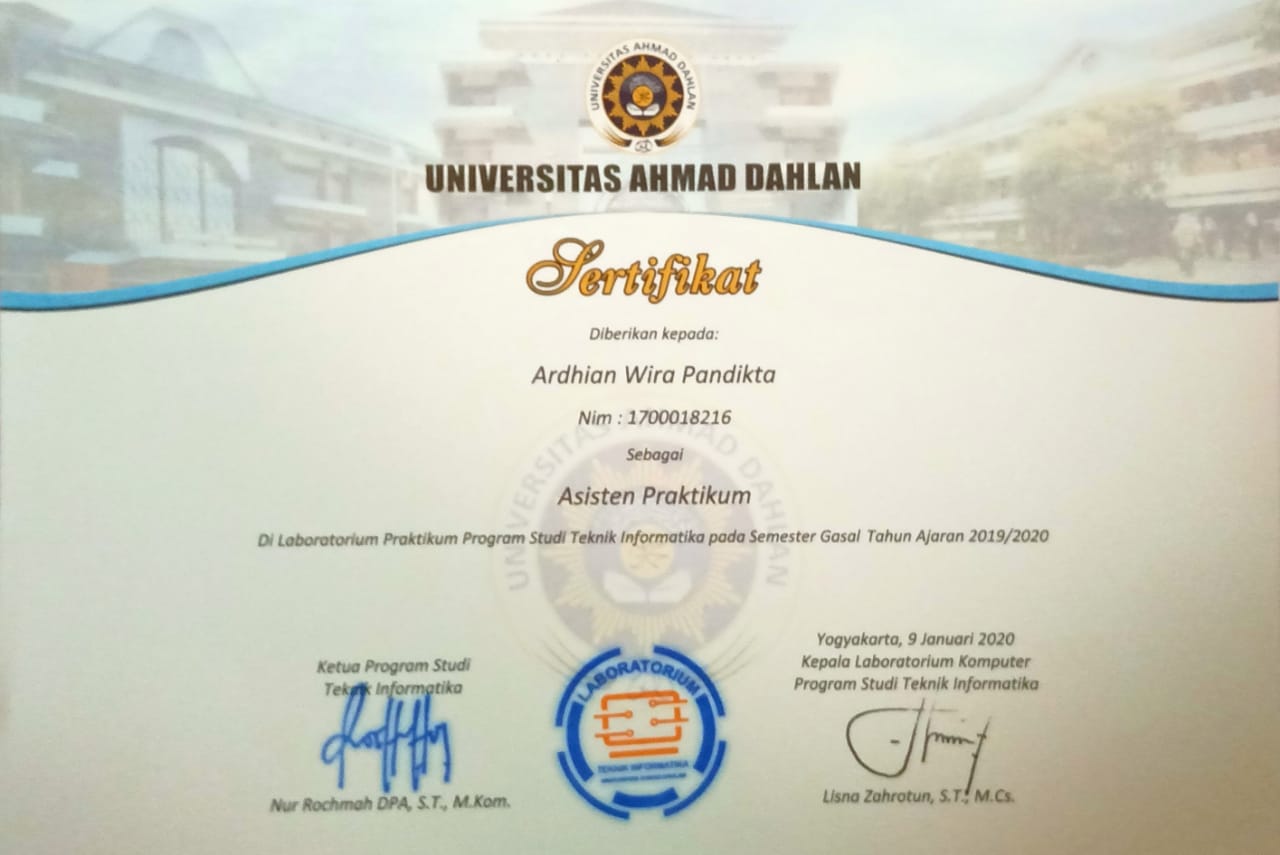 UNIVERSITAS AHMAD DAHLAN
UNIVERSITAS AHMAD DAHLAN
Sertifikat
Diberikan kepada:
Ardhian Wira Pandikta
Nim : 1700018216
Sebagai
Asisten Praktikum
Di Laboratorium Praktikum Program Studi Teknik Informatika pada Semester Gasal Tahun Ajaran 2019/2020
UNIVERSITAS AHMAD DAHLAN
Ketua Program Studi
Teknik Informatika
Nur Rochmah DPA, S.T., M.Kom.
LABORATORIUM
TEKNIK INFORMATIKA
Yogyakarta, 9 Januari 2020
Kepala Laboratorium Komputer
Program Studi Teknik Informatika
Lisna Zahrotun, S.T., M.Cs.